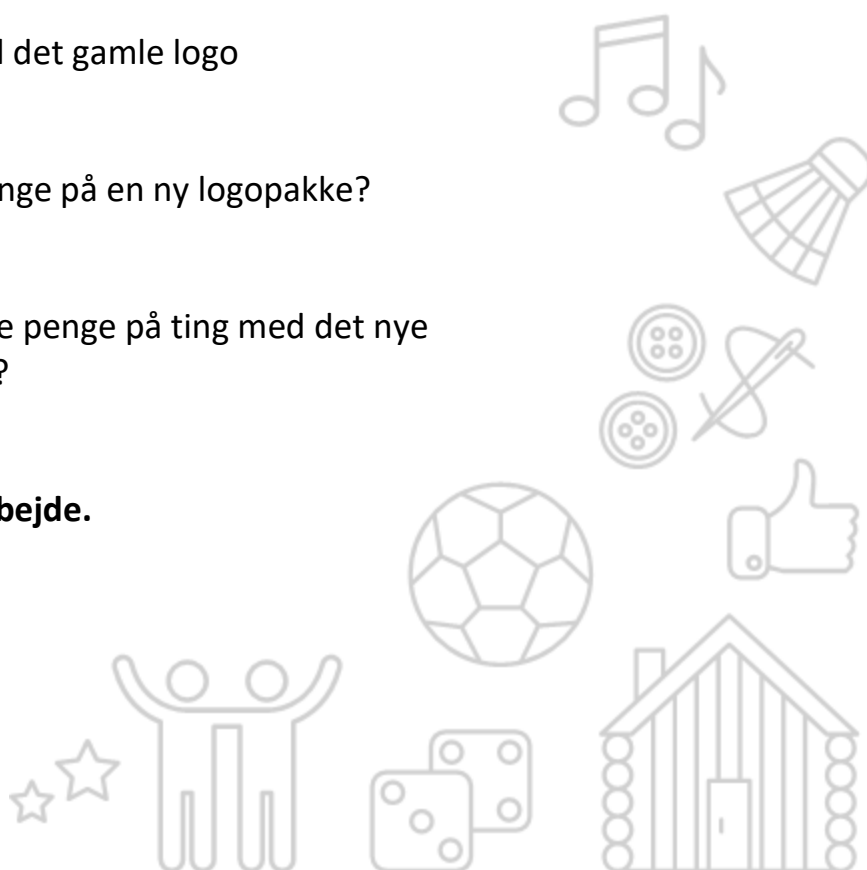 det gamle logo
nge på en ny logopakke?
e penge på ting med det nye
?
bejde.